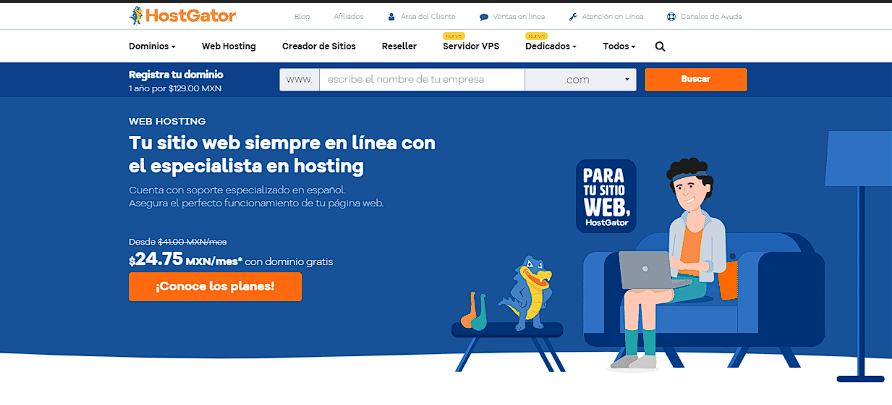 HostGator
Blog
Afiliados
Área del Cliente
Ventas en línea
Atención en Línea
Canales de Ayuda
nuevo
nuevo
Dominios
Web Hosting
Creador de Sitios
Reseller
Servidor VPS
Dedicados
Todos
Registra tu dominio
1 año por $129.00 MXN
www.
escribe el nombre de tu empresa
.com
Buscar
WEB HOSTING
Tu sitio web siempre en línea con
el especialista en hosting
Cuenta con soporte especializado en español.
Asegura el perfecto funcionamiento de tu página web.
Desde $41.00 MXN/mes
$24.75 MXN/mes* con dominio gratis
¡Conoce los planes!
PARA
TU SITIO
WEB,
HostGator